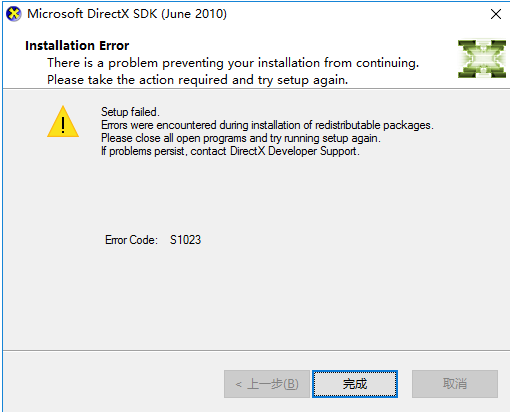 Microsoft DirectX SDK (June 2010)
Installation Error
There is a problem preventing your installation from continuing.
Please take the action required and try setup again.
Setup failed.
Errors were encountered during installation of redistributable packages.
Please close all open programs and try running setup again.
If problems persist, contact DirectX Developer Support.
Error Code: S1023
< 上一步(B)
完成
取消